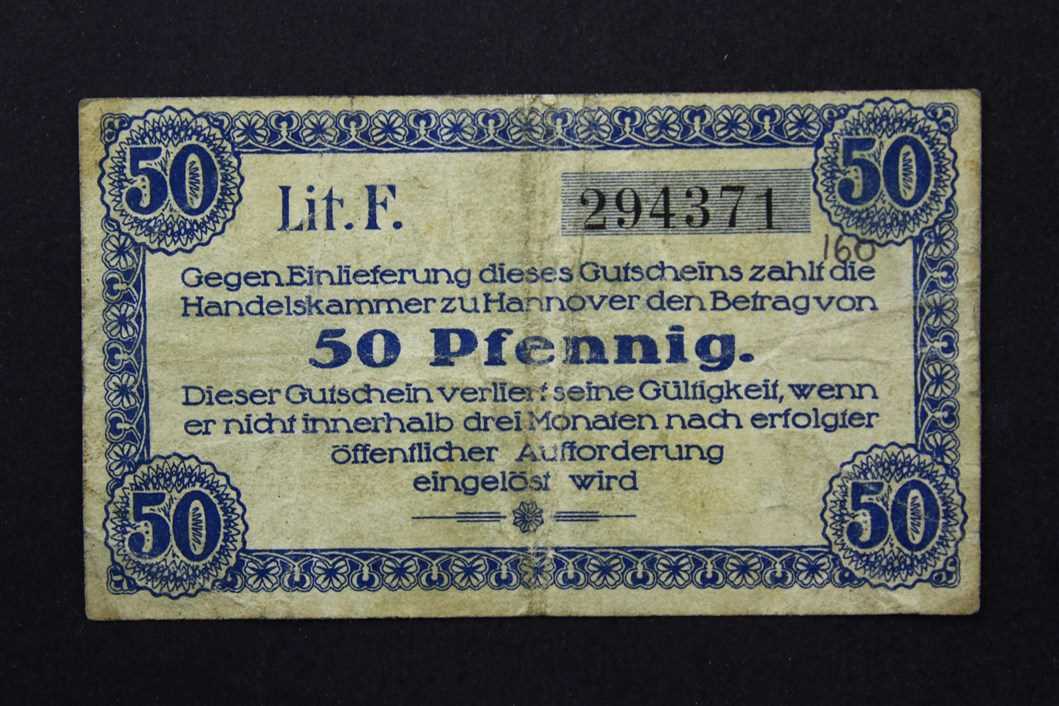 50 50
Lit. F. 294371
160
Gegen Einlieferung dieses Gutscheins zahlt die
Handelskammer zu Hannover den Betrag von
50 Pfennig.
Dieser Gutschein verliert seine Gültigkeit, wenn
er nicht innerhalb drei Monaten nach erfolgter
öffentlicher Aufforderung
eingelöst wird
50 50